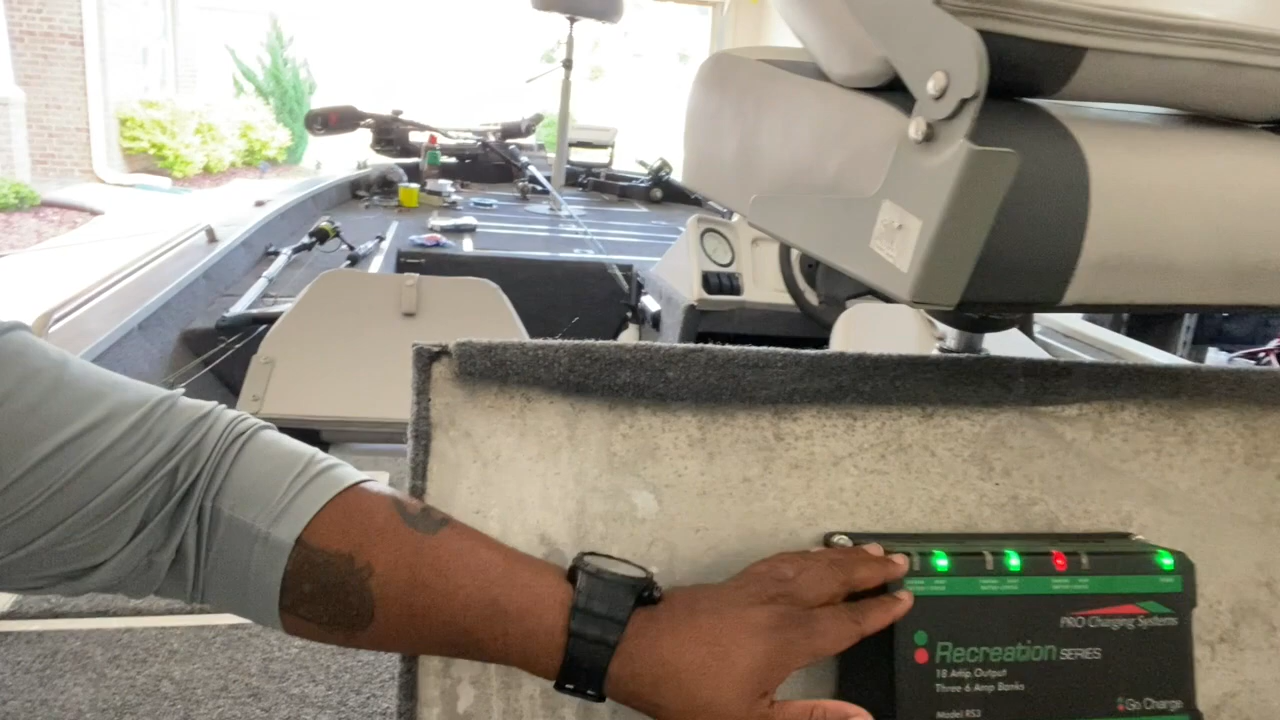 PRO Charging Systems
Recreation SERIES
18 Amp Output
Three 6 Amp Banks
Model RS3
Go Charge